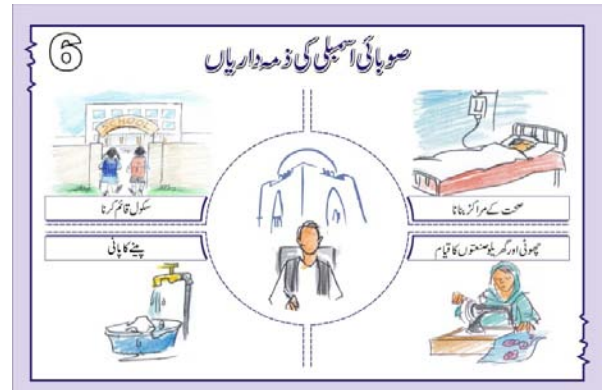 6
صوبائی اسمبلی کی ذمہ داریاں
SCHOOL
صحت کے مراکز بنانا
سکول قائم کرنا
چھوٹی اور گھریلو صنعتوں کا قیام
پینے کا پانی